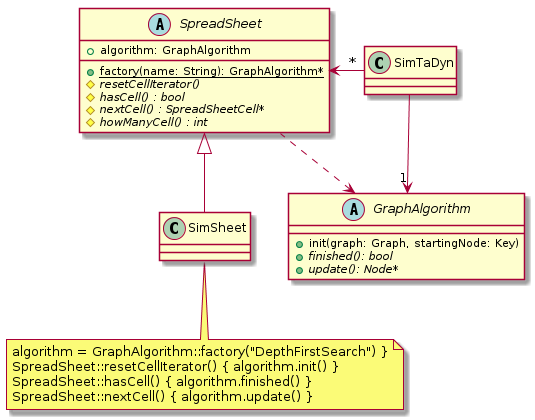 A SpreadSheet
algorithm: GraphAlgorithm
factory(name: String): GraphAlgorithm*
resetCellIterator()
hasCell() : bool
nextCell() : SpreadSheetCell*
howManyCell() : int
*
C SimTaDyn
1
A GraphAlgorithm
init(graph: Graph, startingNode: Key)
finished(): bool
update(): Node*
C SimSheet
algorithm = GraphAlgorithm::factory("DepthFirstSearch") }
SpreadSheet::resetCellIterator() { algorithm.init() }
SpreadSheet::hasCell() { algorithm.finished() }
SpreadSheet::nextCell() { algorithm.update() }